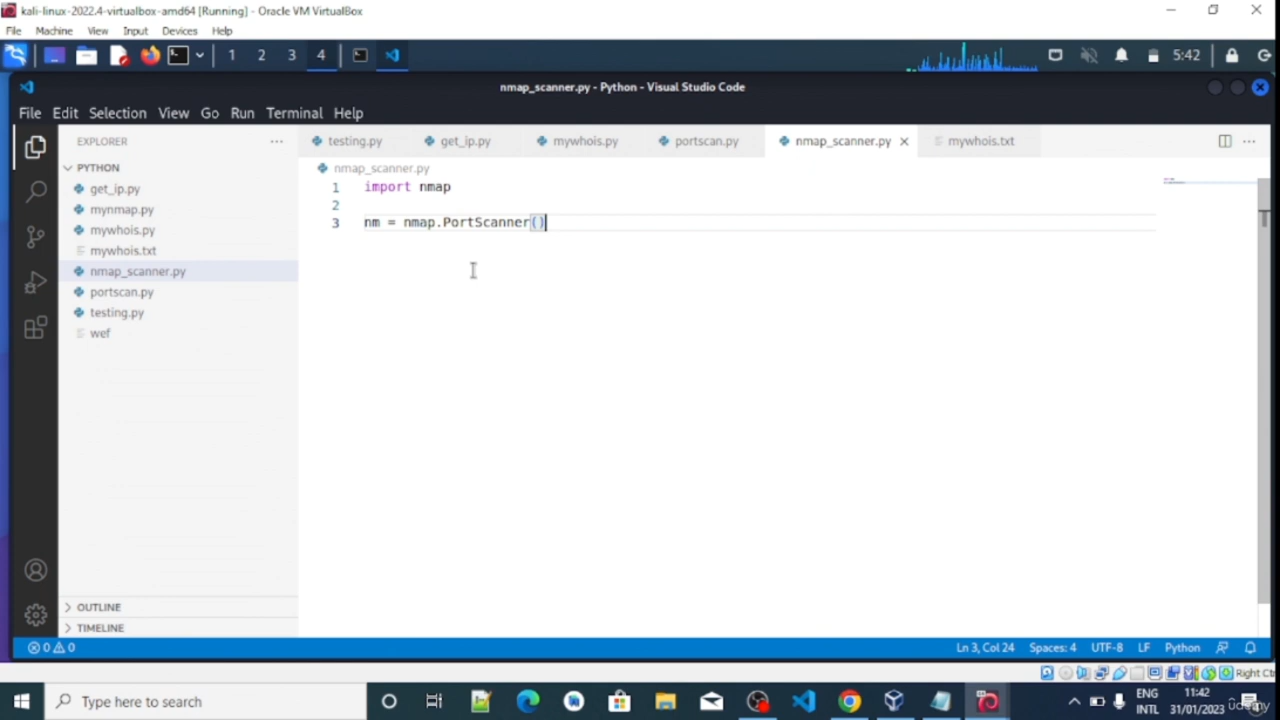 kali-linux-2022.4-virtualbox-amd64 [Running] - Oracle VM VirtualBox
File Machine View Input Devices Help
1 2 3 4 5:42
nmap_scanner.py - Python - Visual Studio Code
File Edit Selection View Go Run Terminal Help
EXPLORER ... testing.py get_ip.py mywhois.py portscan.py nmap_scanner.py mywhois.txt ...
PYTHON
nmap_scanner.py
get_ip.py
mynmap.py
mywhois.py
mywhois.txt
nmap_scanner.py
portscan.py
testing.py
wef
1 import nmap
2
3 nm = nmap.PortScanner()
OUTLINE
TIMELINE
0 0 Ln 3, Col 24 Spaces: 4 UTF-8 LF Python
Right Ct
Type here to search
ENG
INTL
11:42
31/01/2023
udemy